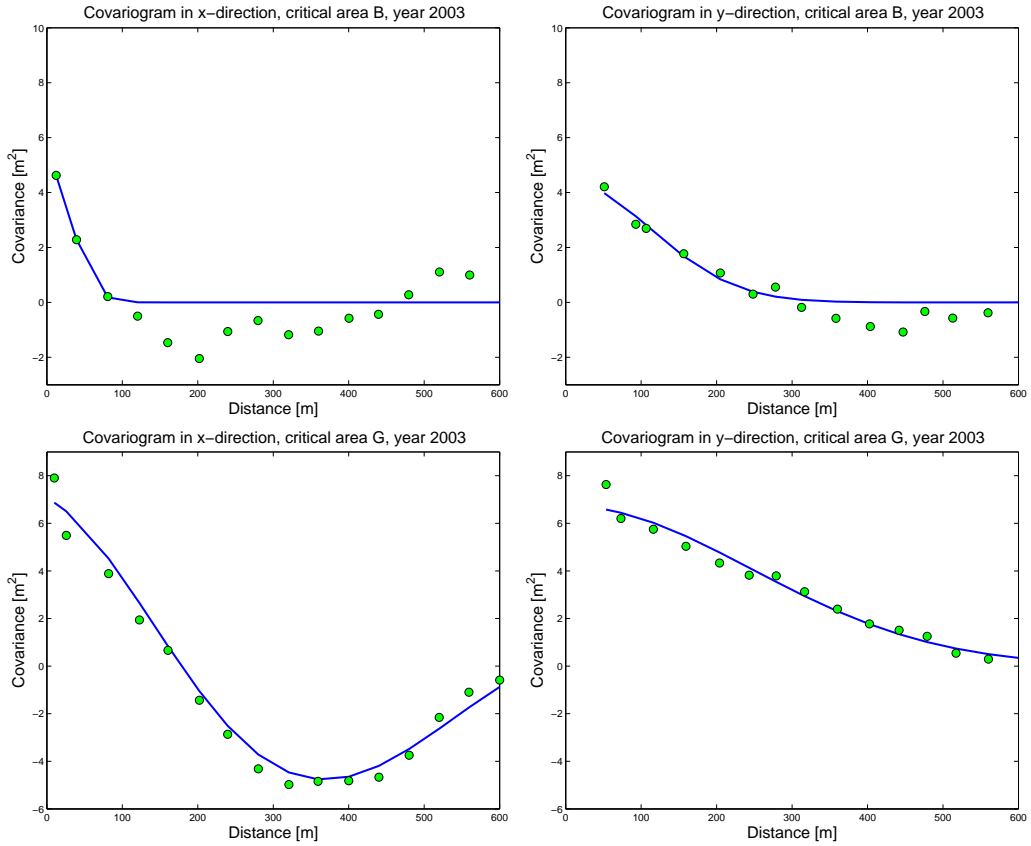 Covariogram in x−direction, critical area B, year 2003
10
8
6
4
2
0
−2
Covariance [m²]
0 100 200 300 400 500 600
Distance [m]
Covariogram in y−direction, critical area B, year 2003
10
8
6
4
2
0
−2
Covariance [m²]
0 100 200 300 400 500 600
Distance [m]
Covariogram in x−direction, critical area G, year 2003
8
6
4
2
0
−2
−4
−6
Covariance [m²]
0 100 200 300 400 500 600
Distance [m]
Covariogram in y−direction, critical area G, year 2003
8
6
4
2
0
−2
−4
−6
Covariance [m²]
0 100 200 300 400 500 600
Distance [m]